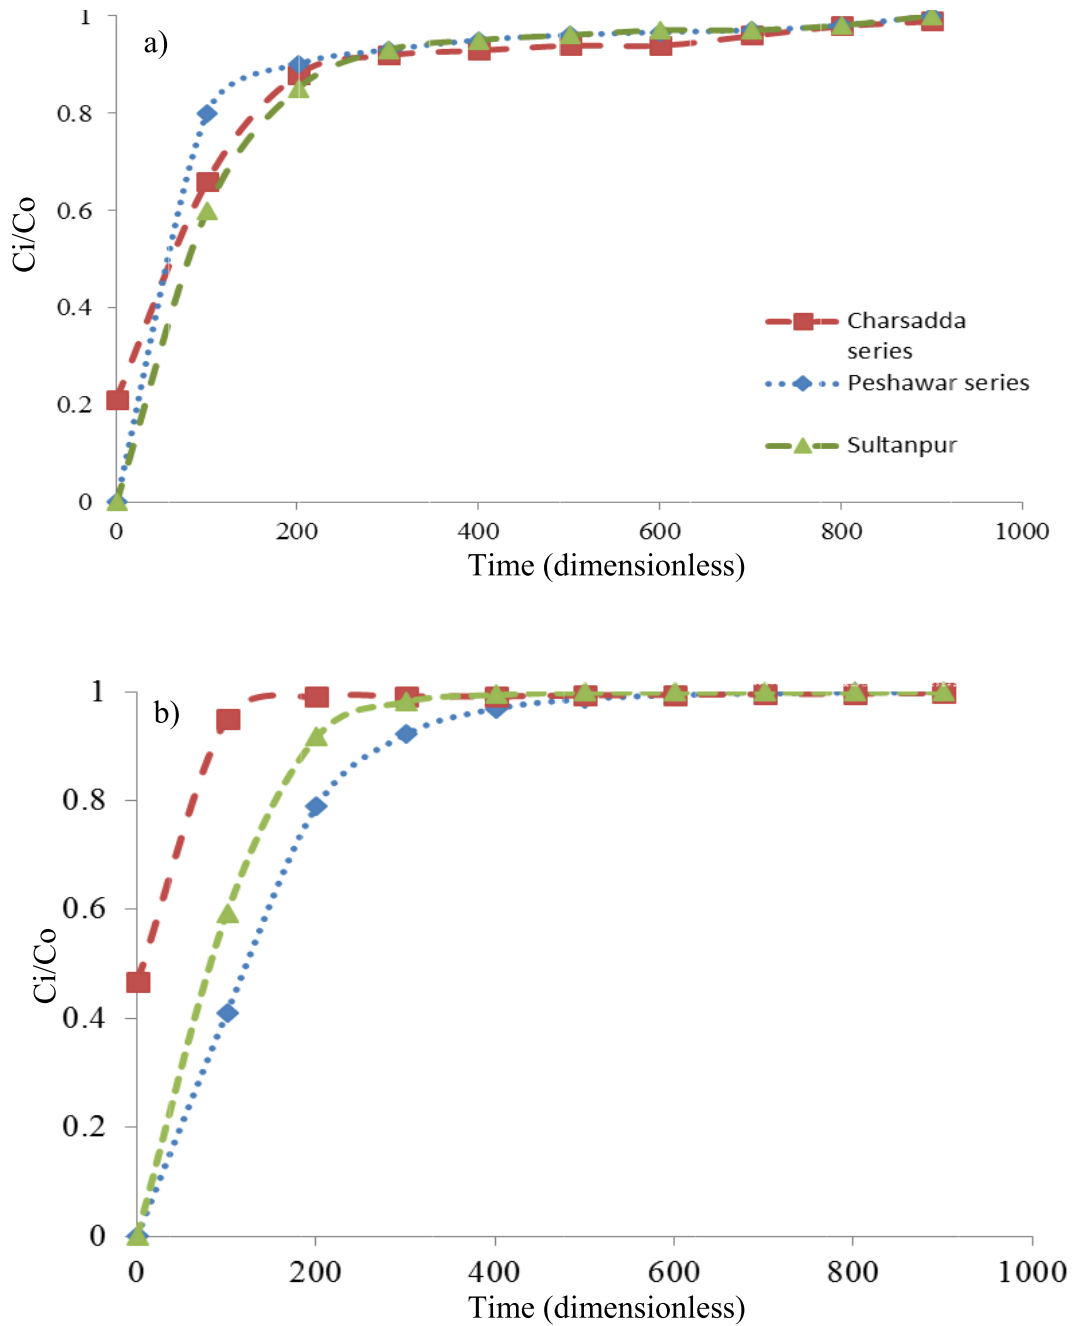 1
a)
0.8
0.6
Ci/Co
0.4
Charsadda
series
Peshawar series
0.2
Sultanpur
0
0 200 400 600 800 1000
Time (dimensionless)
1
b)
0.8
0.6
Ci/Co
0.4
0.2
0
0 200 400 600 800 1000
Time (dimensionless)